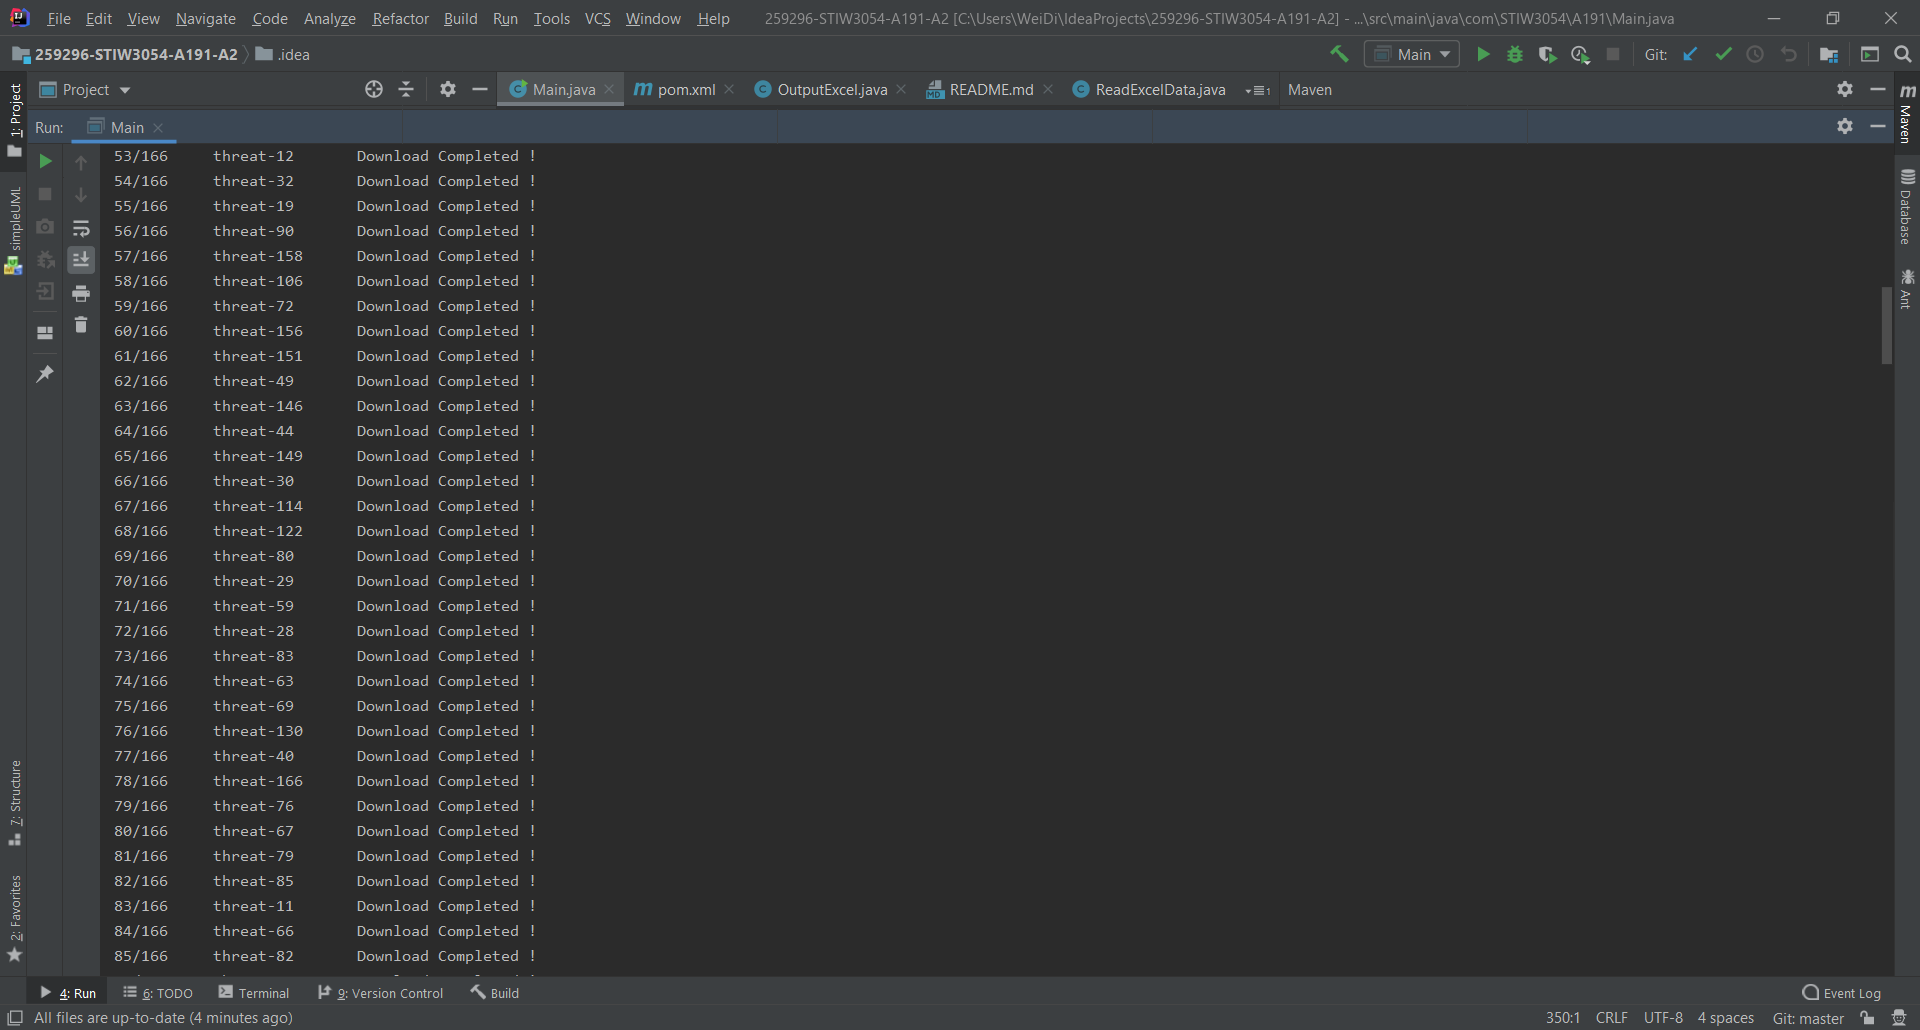 File Edit View Navigate Code Analyze Refactor Build Run Tools VCS Window Help 259296-STIW3054-A191-A2 [C:\Users\WeiDi\IdeaProjects\259296-STIW3054-A191-A2] - ...\src\main\java\com\STIW3054\A191\Main.java
259296-STIW3054-A191-A2 .idea Main Git:
Project Main.java pom.xml OutputExcel.java README.md ReadExcelData.java Maven
Run: Main
1: Project
simpleUML
7: Structure
2: Favorites
53/166 threat-12 Download Completed !
54/166 threat-32 Download Completed !
55/166 threat-19 Download Completed !
56/166 threat-90 Download Completed !
57/166 threat-158 Download Completed !
58/166 threat-106 Download Completed !
59/166 threat-72 Download Completed !
60/166 threat-156 Download Completed !
61/166 threat-151 Download Completed !
62/166 threat-49 Download Completed !
63/166 threat-146 Download Completed !
64/166 threat-44 Download Completed !
65/166 threat-149 Download Completed !
66/166 threat-30 Download Completed !
67/166 threat-114 Download Completed !
68/166 threat-122 Download Completed !
69/166 threat-80 Download Completed !
70/166 threat-29 Download Completed !
71/166 threat-59 Download Completed !
72/166 threat-28 Download Completed !
73/166 threat-83 Download Completed !
74/166 threat-63 Download Completed !
75/166 threat-69 Download Completed !
76/166 threat-130 Download Completed !
77/166 threat-40 Download Completed !
78/166 threat-166 Download Completed !
79/166 threat-76 Download Completed !
80/166 threat-67 Download Completed !
81/166 threat-79 Download Completed !
82/166 threat-85 Download Completed !
83/166 threat-11 Download Completed !
84/166 threat-66 Download Completed !
85/166 threat-82 Download Completed !
Maven
Database
Ant
4: Run 6: TODO Terminal 9: Version Control Build Event Log
All files are up-to-date (4 minutes ago) 350:1 CRLF UTF-8 4 spaces Git: master